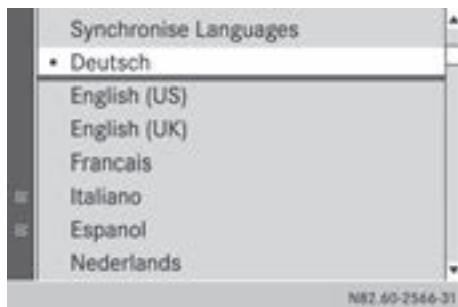 Synchronise Languages
• Deutsch
English (US)
English (UK)
Francais
Italiano
Espanol
Nederlands
N82.60-2566-31